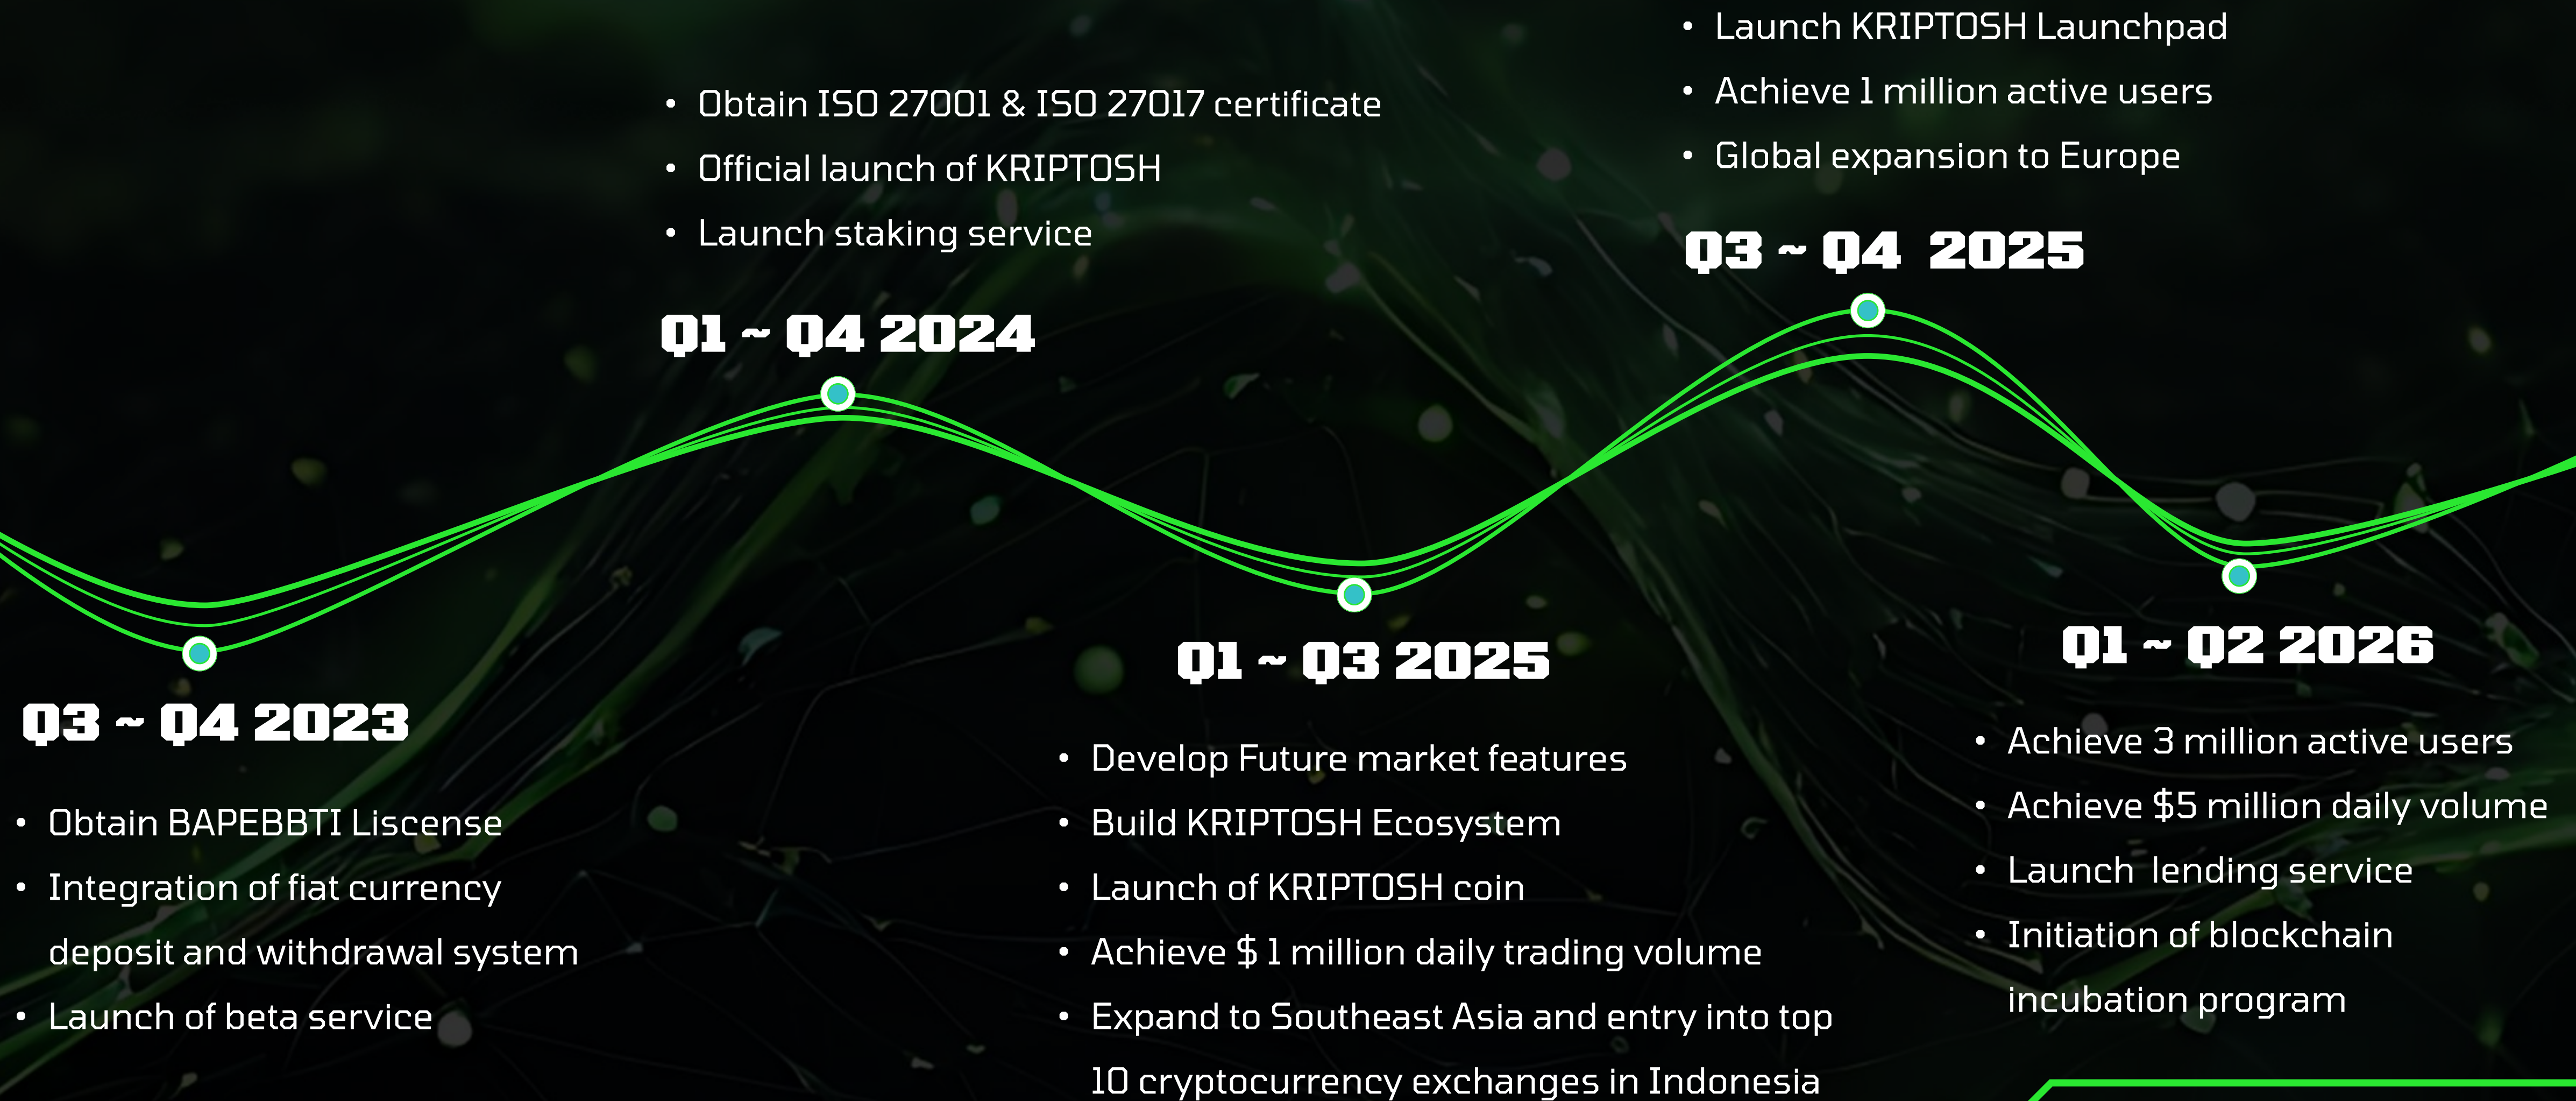 Q3 ~ Q4 2023
• Obtain BAPEBBTI Liscense
• Integration of fiat currency
deposit and withdrawal system
• Launch of beta service
• Obtain ISO 27001 & ISO 27017 certificate
• Official launch of KRIPTOSH
• Launch staking service
Q1 ~ Q4 2024
Q1 ~ Q3 2025
• Develop Future market features
• Build KRIPTOSH Ecosystem
• Launch of KRIPTOSH coin
• Achieve $ 1 million daily trading volume
• Expand to Southeast Asia and entry into top
10 cryptocurrency exchanges in Indonesia
• Launch KRIPTOSH Launchpad
• Achieve 1 million active users
• Global expansion to Europe
Q3 ~ Q4  2025
Q1 ~ Q2 2026
• Achieve 3 million active users
• Achieve $5 million daily volume
• Launch  lending service
• Initiation of blockchain
incubation program